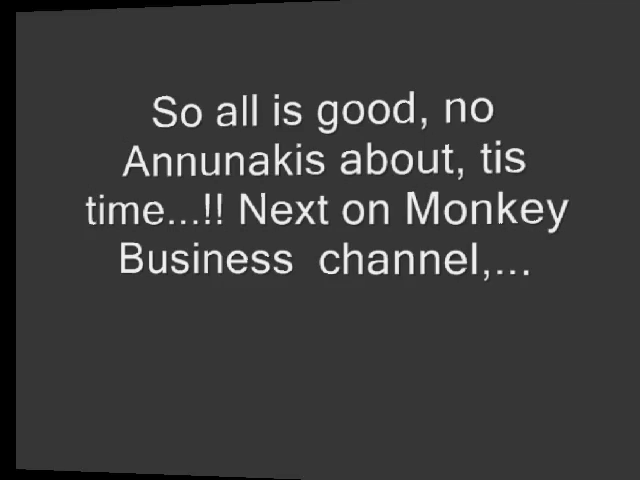 So all is good, no
Annunakis about, tis
time...!! Next on Monkey
Business  channel,...